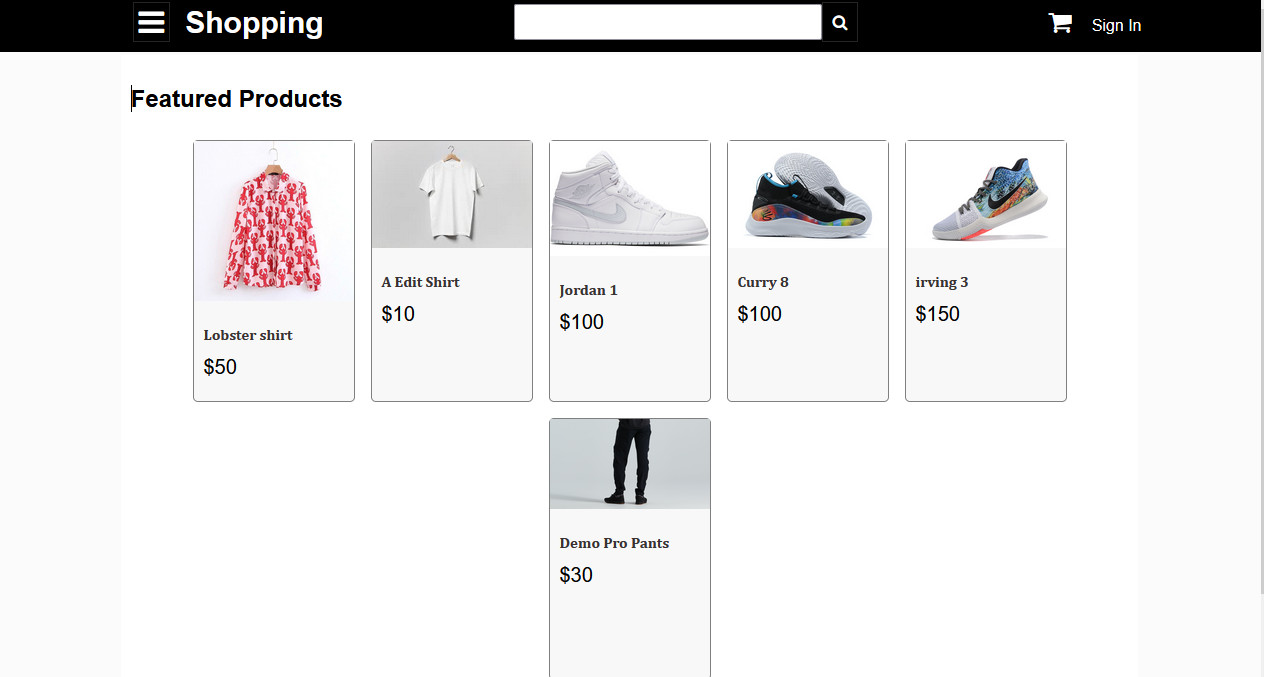 Shopping
Sign In
Featured Products
Lobster shirt
$50
A Edit Shirt
$10
Jordan 1
$100
Curry 8
$100
irving 3
$150
Demo Pro Pants
$30